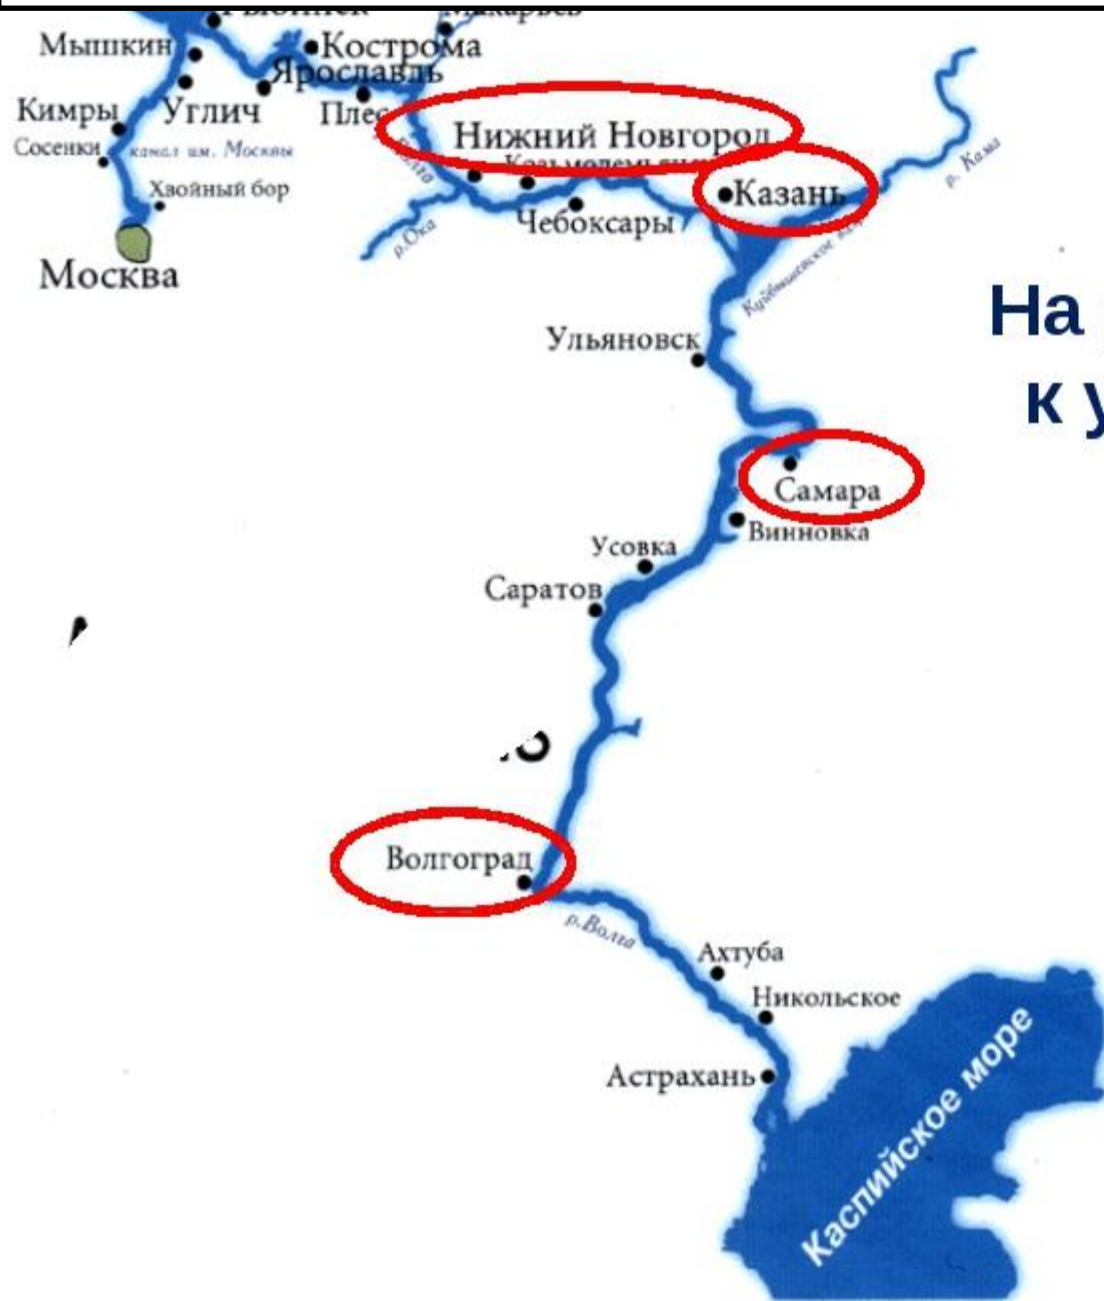 Мышкин
Кострома
Ярославль
Кимры
Углич
Плес
Нижний Новгород
Сосенки
канал им. Москвы
Волга
р. Кама
Хвойный бор
Казань
Чебоксары
р.Ока
Москва
Куйбышевское
На
к у
Ульяновск
Самара
Винновка
Усовка
Саратов
Волгоград
р.Волга
Ахтуба
Никольское
Астрахань
Каспийское море